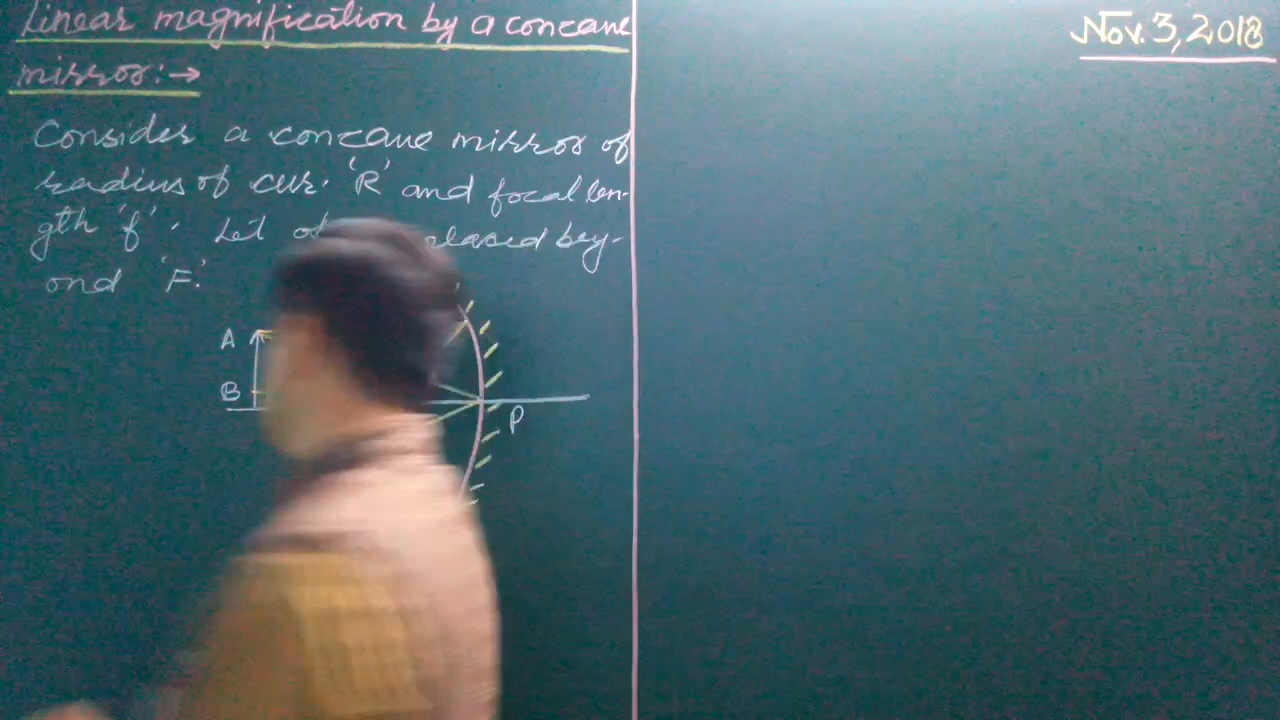 Linear magnification by a concave
mirror:→
Nov. 3, 2018
Consider a concave mirror of
radius of cur. 'R' and focal len-
gth 'f'. Let placed bey-
ond 'F'.
A
B
P